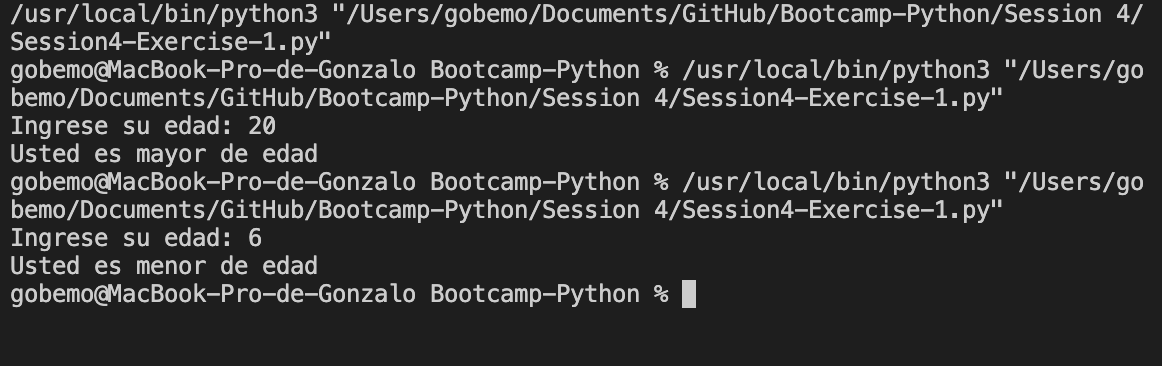 /usr/local/bin/python3 "/Users/gobemo/Documents/GitHub/Bootcamp-Python/Session 4/
Session4-Exercise-1.py"
gobemo@MacBook-Pro-de-Gonzalo Bootcamp-Python % /usr/local/bin/python3 "/Users/go
bemo/Documents/GitHub/Bootcamp-Python/Session 4/Session4-Exercise-1.py"
Ingrese su edad: 20
Usted es mayor de edad
gobemo@MacBook-Pro-de-Gonzalo Bootcamp-Python % /usr/local/bin/python3 "/Users/go
bemo/Documents/GitHub/Bootcamp-Python/Session 4/Session4-Exercise-1.py"
Ingrese su edad: 6
Usted es menor de edad
gobemo@MacBook-Pro-de-Gonzalo Bootcamp-Python %